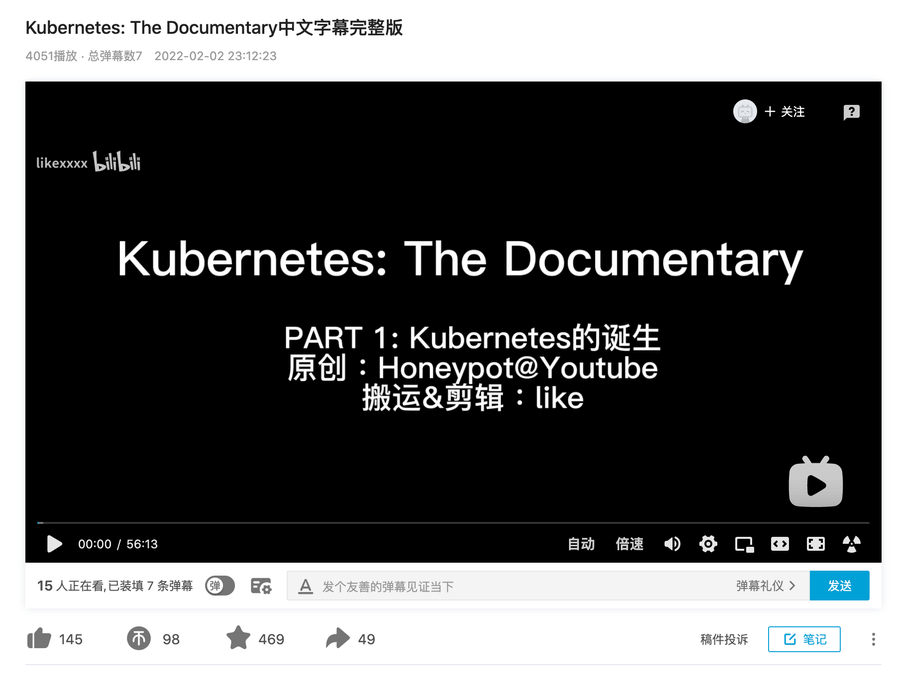 Kubernetes: The Documentary中文字幕完整版
4051播放 · 总弹幕数7 2022-02-02 23:12:23
+ 关注
?
likexxxx bilibili
Kubernetes: The Documentary
PART 1: Kubernetes的诞生
原创：Honeypot@Youtube
搬运&剪辑：like
00:00 / 56:13
自动 倍速
15 人正在看,已装填 7 条弹幕
弹
A 发个友善的弹幕见证当下
弹幕礼仪 >
发送
145
币 98
469
49
稿件投诉
笔记